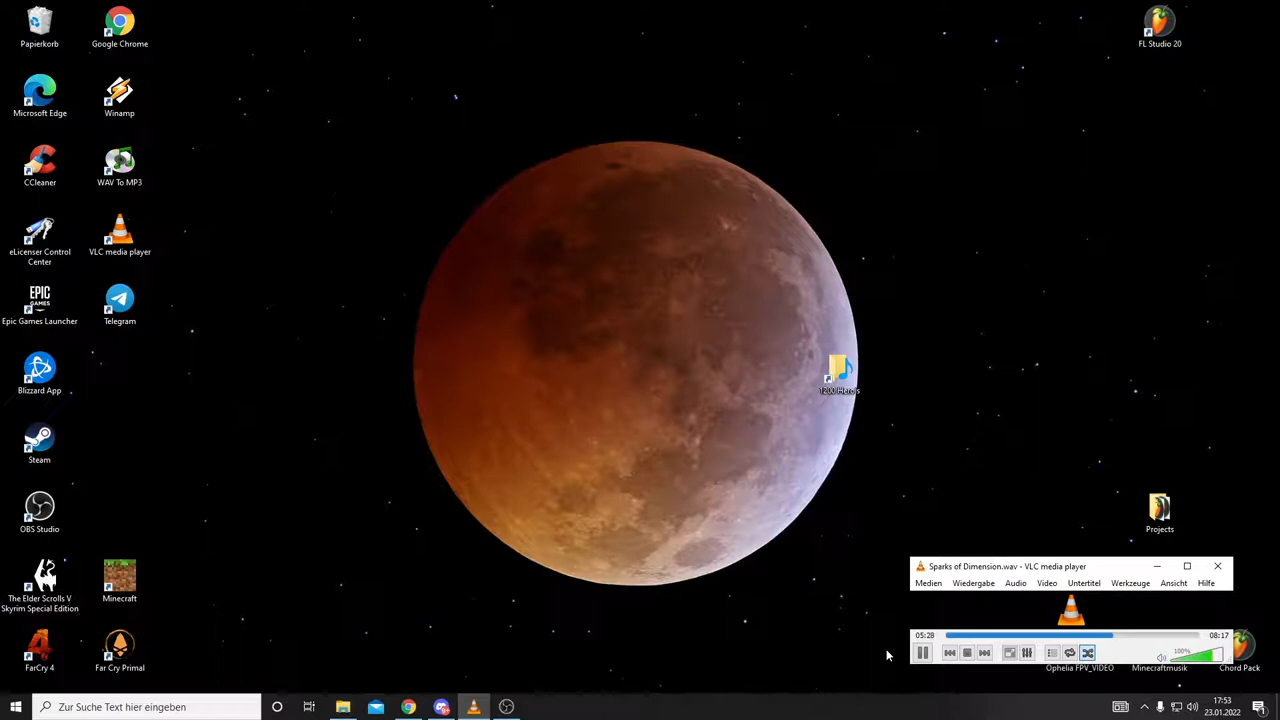 Papierkorb
Google Chrome
FL Studio 20
Microsoft Edge
Winamp
CCleaner
WAV To MP3
eLicenser Control
Center
VLC media player
EPIC
GAMES
Epic Games Launcher
Telegram
Blizzard App
Steam
OBS Studio
Projects
The Elder Scrolls V
Skyrim Special Edition
Minecraft
FarCry 4
Far Cry Primal
Sparks of Dimension.wav - VLC media player
Medien Wiedergabe Audio Video Untertitel Werkzeuge Ansicht Hilfe
05:28 08:17
100%
Ophelia FPV_VIDEO
Minecraftmusik
Chord Pack
Zur Suche Text hier eingeben
17:53
23.01.2022